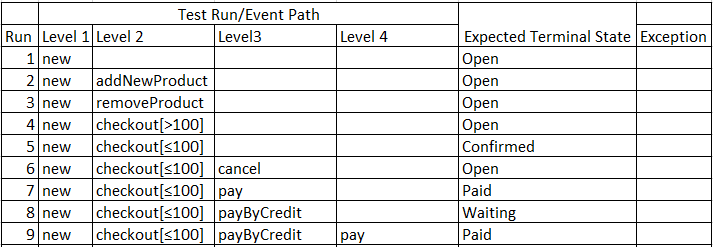 Test Run/Event Path
Run Level 1 Level 2 Level3 Level 4 Expected Terminal State Exception
1 new Open
2 new addNewProduct Open
3 new removeProduct Open
4 new checkout[>100] Open
5 new checkout[≤100] Confirmed
6 new checkout[≤100] cancel Open
7 new checkout[≤100] pay Paid
8 new checkout[≤100] payByCredit Waiting
9 new checkout[≤100] payByCredit pay Paid